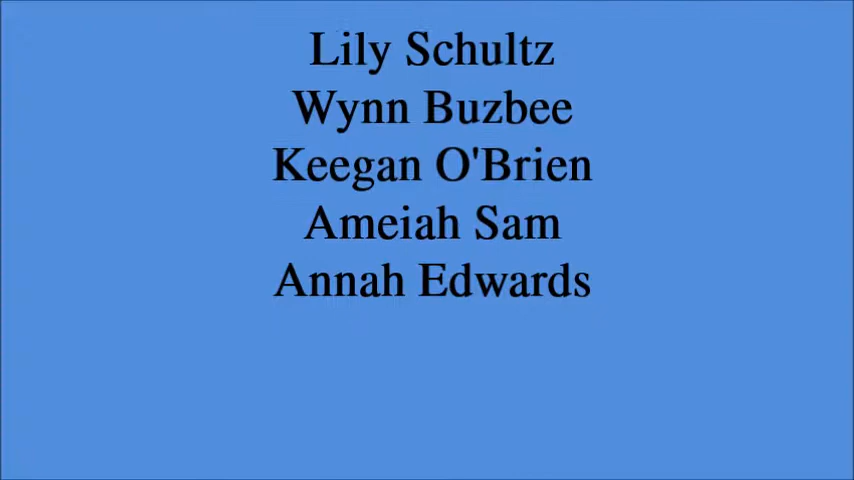 Lily Schultz
Wynn Buzbee
Keegan O'Brien
Ameiah Sam
Annah Edwards